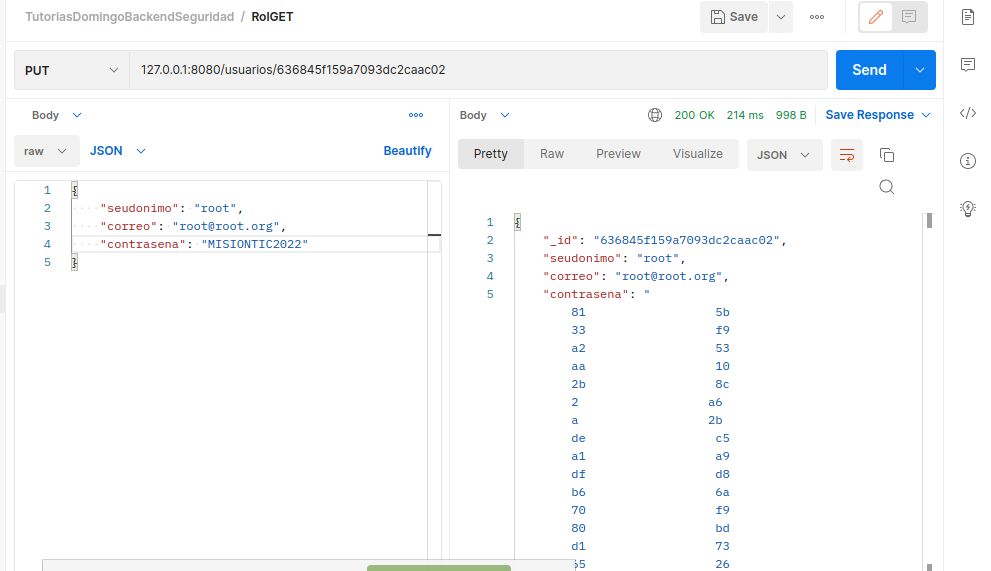 TutoriasDomingoBackendSeguridad / RolGET
Save
PUT
127.0.0.1:8080/usuarios/636845f159a7093dc2caac02
Send
Body
raw
JSON
Beautify
1 {
2 "seudonimo": "root",
3 "correo": "root@root.org",
4 "contrasena": "MISIONTIC2022"
5 }
Body
200 OK 214 ms 998 B
Save Response
Pretty Raw Preview Visualize
JSON
1 {
2 "_id": "636845f159a7093dc2caac02",
3 "seudonimo": "root",
4 "correo": "root@root.org",
5 "contrasena": "
81 5b
33 f9
a2 53
aa 10
2b 8c
2 a6
a 2b
de c5
a1 a9
df d8
b6 6a
70 f9
80 bd
d1 73
26